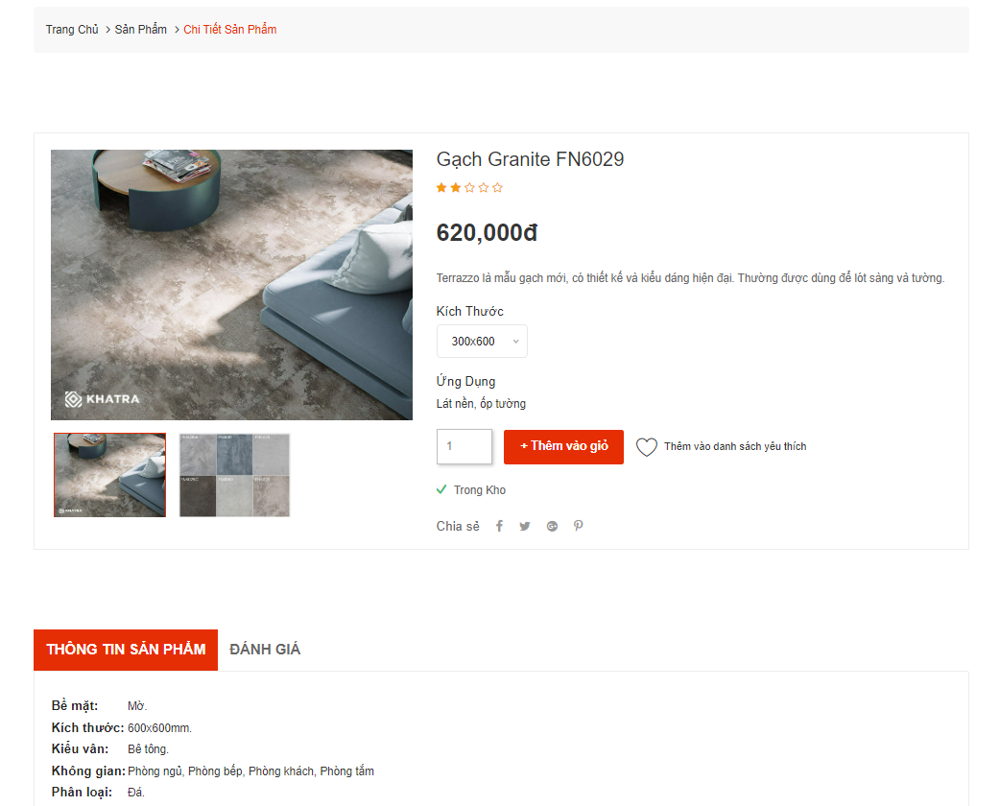 Trang Chủ > Sản Phẩm > Chi Tiết Sản Phẩm
Gạch Granite FN6029
620,000đ
Terrazzo là mẫu gạch mới, có thiết kế và kiểu dáng hiện đại. Thường được dùng để lót sàng và tường.
Kích Thước
300x600
Ứng Dụng
Lát nền, ốp tường
KHATRA
1
+ Thêm vào giỏ
Thêm vào danh sách yêu thích
Trong Kho
Chia sẻ
THÔNG TIN SẢN PHẨM
ĐÁNH GIÁ
Bề mặt: Mờ.
Kích thước: 600x600mm.
Kiểu vân: Bê tông.
Không gian: Phòng ngủ, Phòng bếp, Phòng khách, Phòng tắm
Phân loại: Đá.